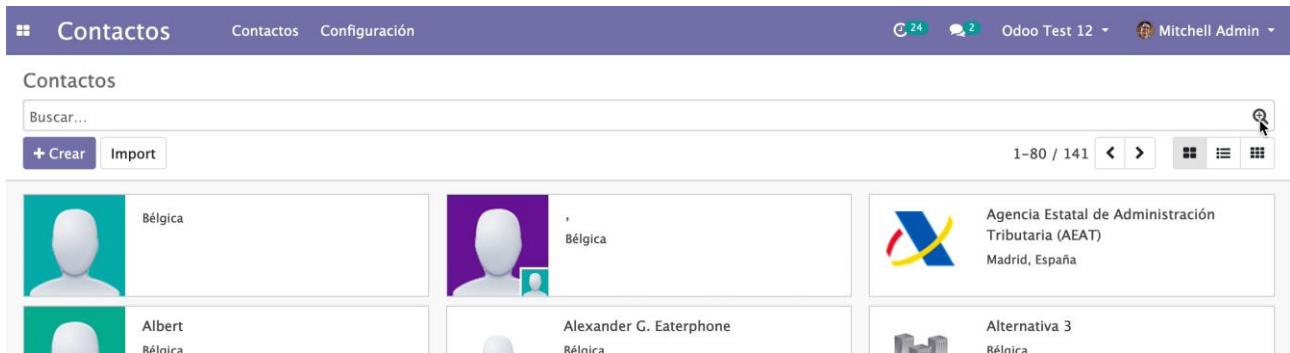 Contactos Contactos Configuración 24 2 Odoo Test 12 Mitchell Admin
Contactos
Buscar...
+ Crear Import 1-80 / 141
Bélgica
,
Bélgica
Agencia Estatal de Administración
Tributaria (AEAT)
Madrid, España
Albert
Bélgica
Alexander G. Eaterphone
Bélgica
Alternativa 3
Bélgica